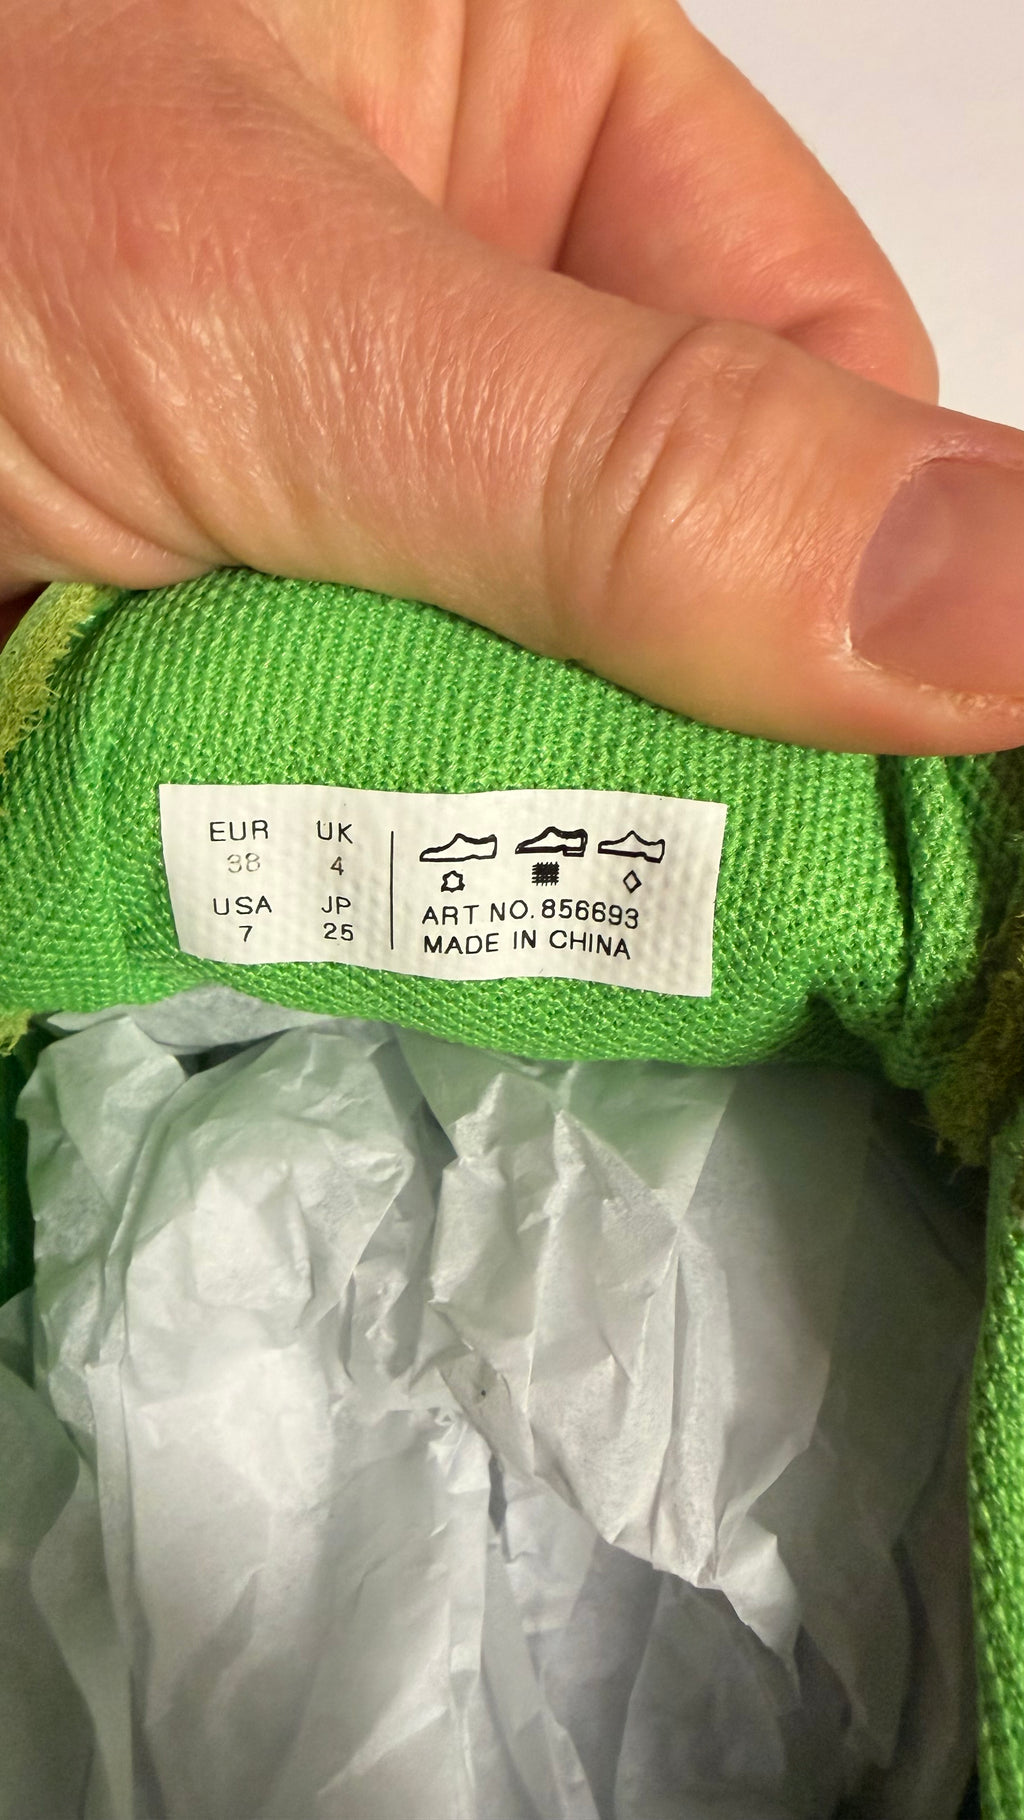 EUR UK
38 4
USA JP
7 25
ART NO. 856693
MADE IN CHINA